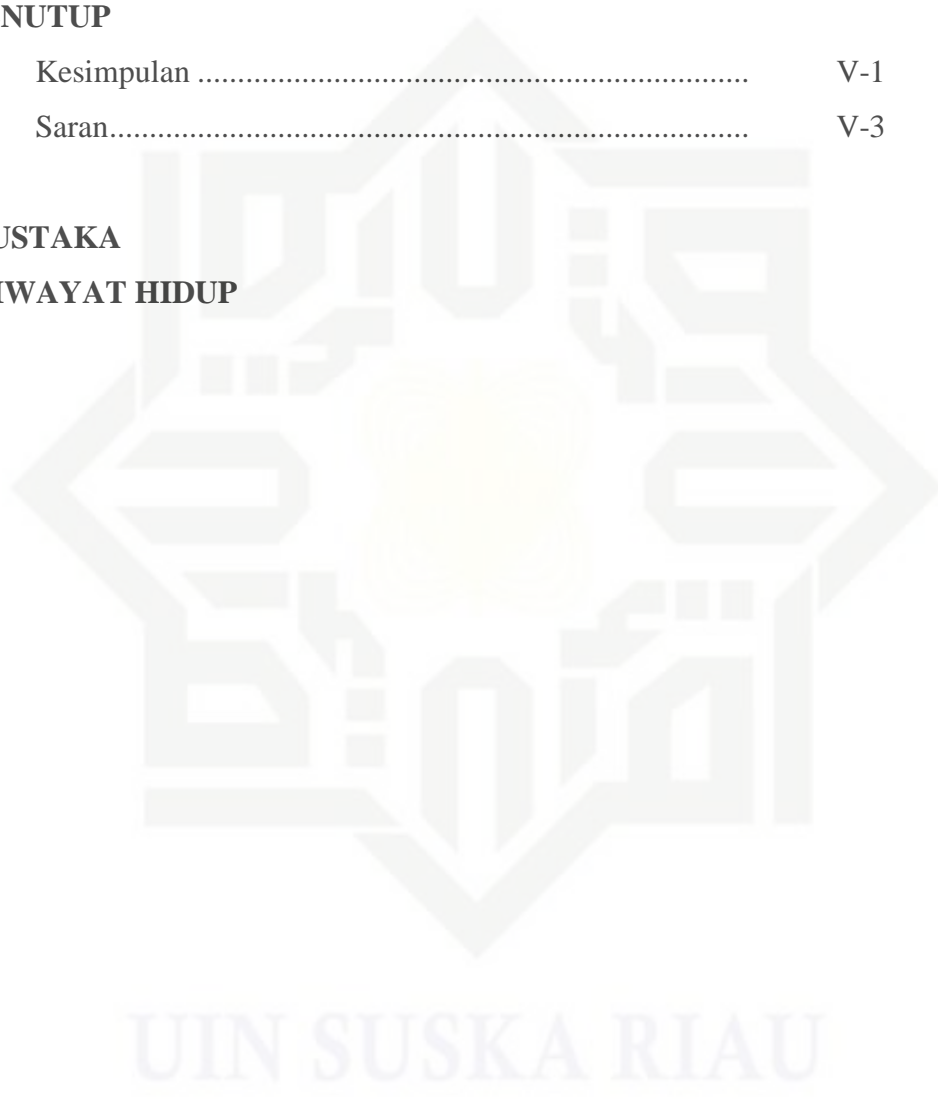 NUTUP
Kesimpulan ..................................................................... V-1
Saran................................................................................ V-3
USTAKA
IWAYAT HIDUP
UIN SUSKA RIAU